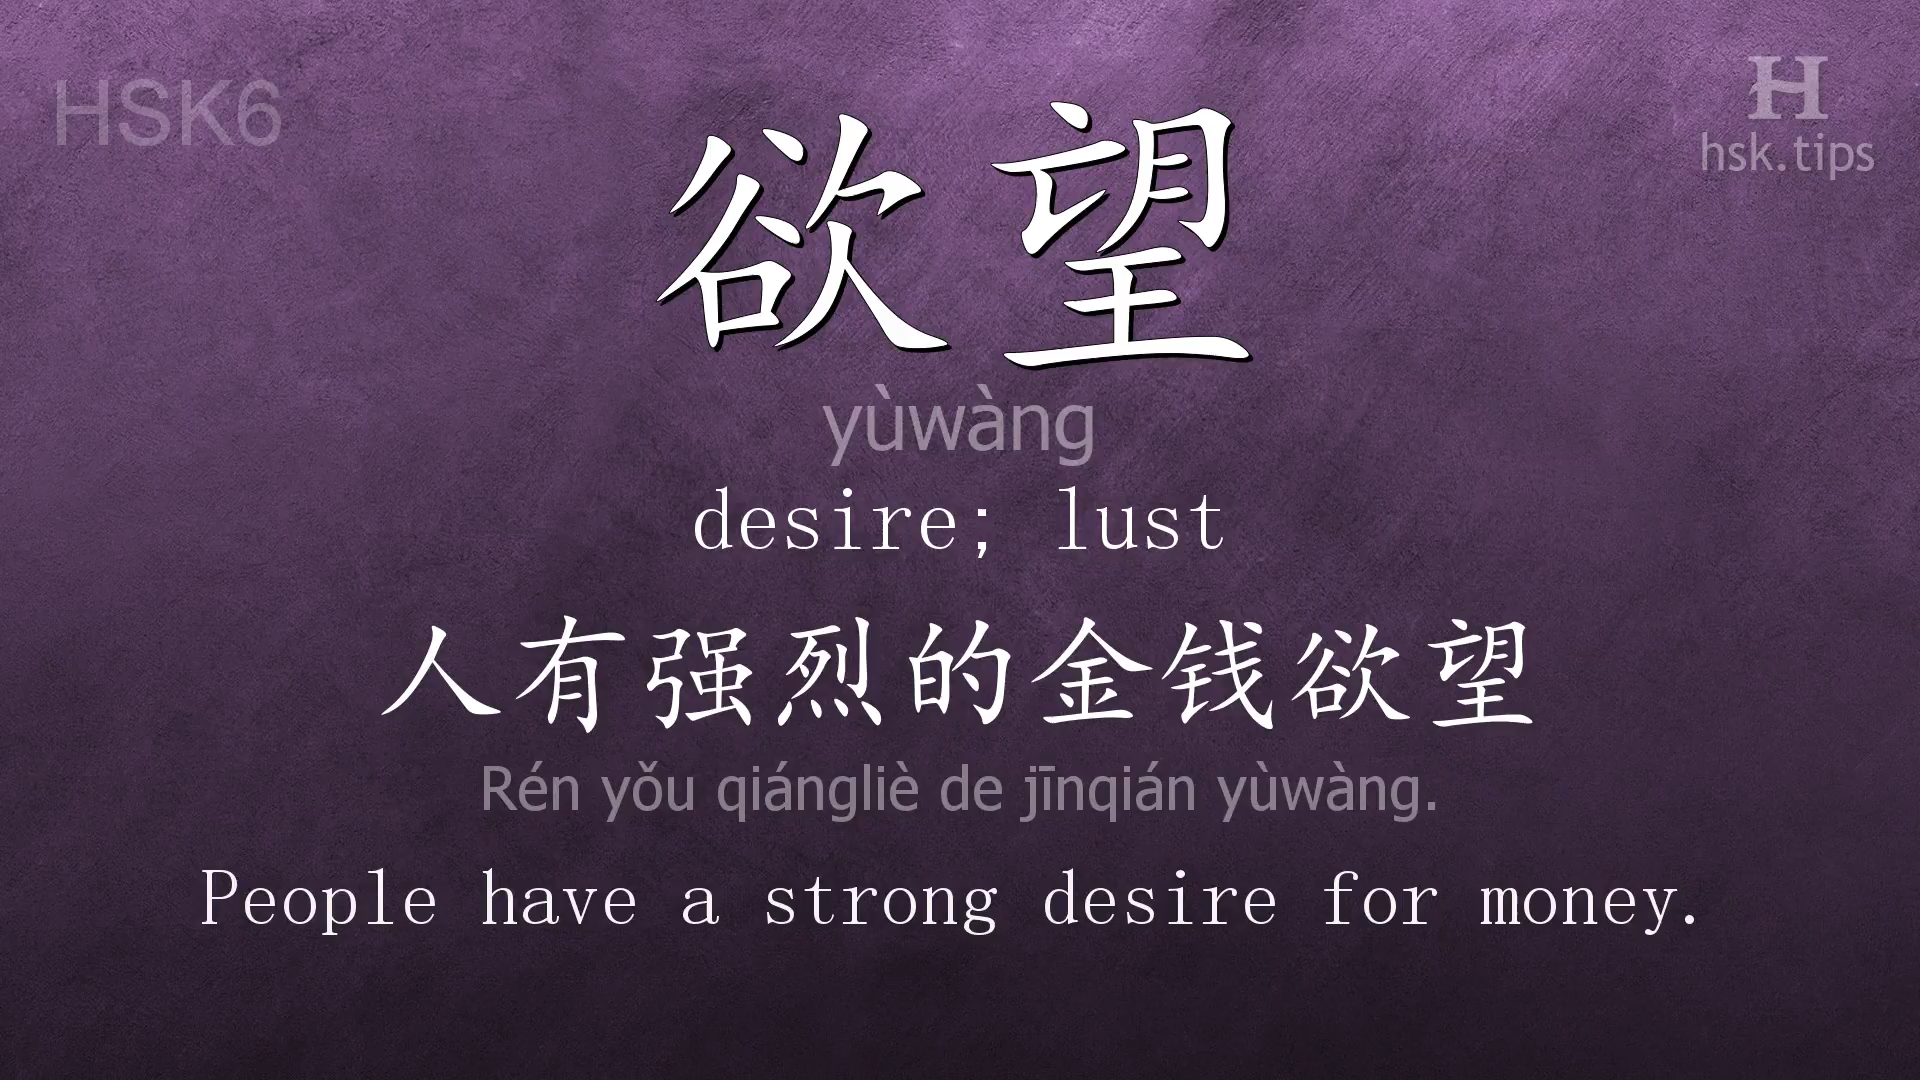 HSK6
H
hsk.tips
欲望
yùwàng
desire; lust
人有强烈的金钱欲望
Rén yǒu qiángliè de jīnqián yùwàng.
People have a strong desire for money.